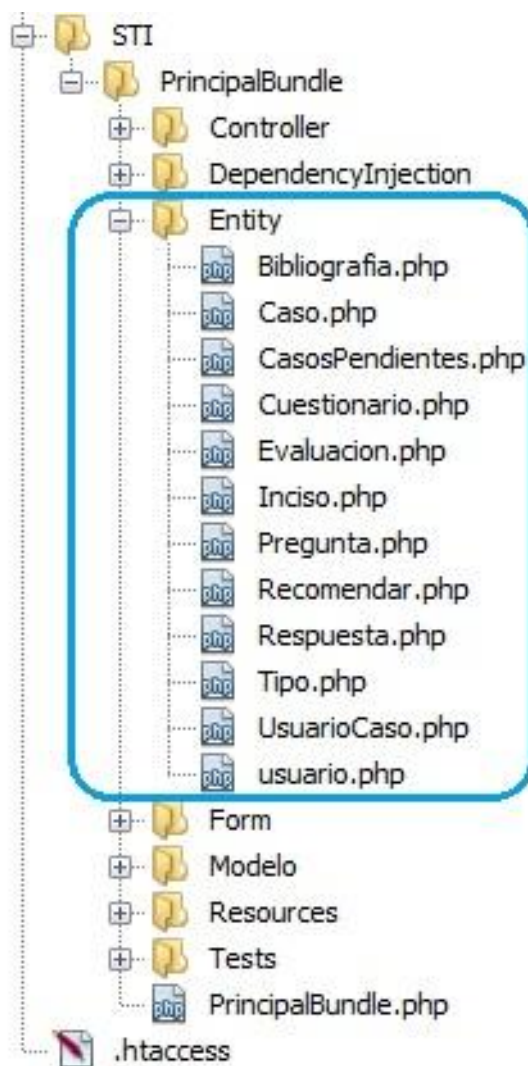 STI
PrincipalBundle
Controller
DependencyInjection
Entity
Bibliografia.php
Caso.php
CasosPendientes.php
Cuestionario.php
Evaluacion.php
Inciso.php
Pregunta.php
Recomendar.php
Respuesta.php
Tipo.php
UsuarioCaso.php
usuario.php
Form
Modelo
Resources
Tests
PrincipalBundle.php
.htaccess